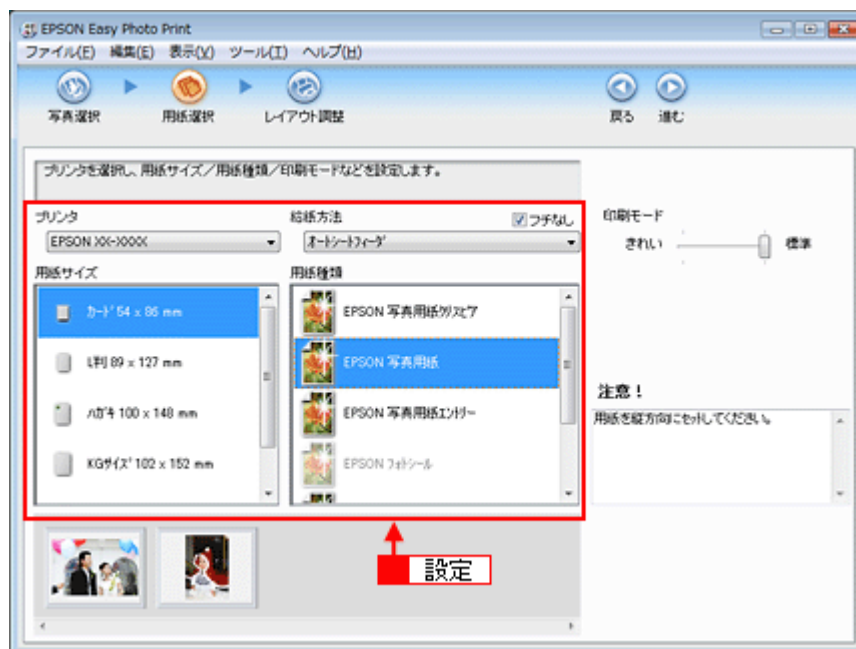 EPSON Easy Photo Print
ファイル(F) 編集(E) 表示(V) ツール(T) ヘルプ(H)
写真選択 用紙選択 レイアウト調整 戻る 進む
プリンタを選択し、用紙サイズ／用紙種類／印刷モードなどを設定します。
プリンタ 給紙方法 フチなし 印刷モード
EPSON XX-XXXX オートシートフィーダ きれい 標準
用紙サイズ 用紙種類
カード 54 x 86 mm EPSON 写真用紙クリスピア
L判 89 x 127 mm EPSON 写真用紙
注意！
ハガキ 100 x 148 mm EPSON 写真用紙エントリー 用紙を縦方向にセットしてください。
KGサイズ 102 x 152 mm EPSON フォトシール
設定